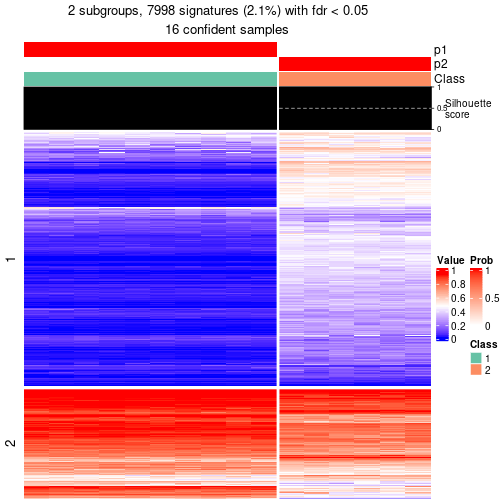 2 subgroups, 7998 signatures (2.1%) with fdr < 0.05
16 confident samples
p1
p2
Class
1
0.5
0
Silhouette
score
1
2
Value
1
0.8
0.6
0.4
0.2
0
Prob
1
0.5
0
Class
1
2